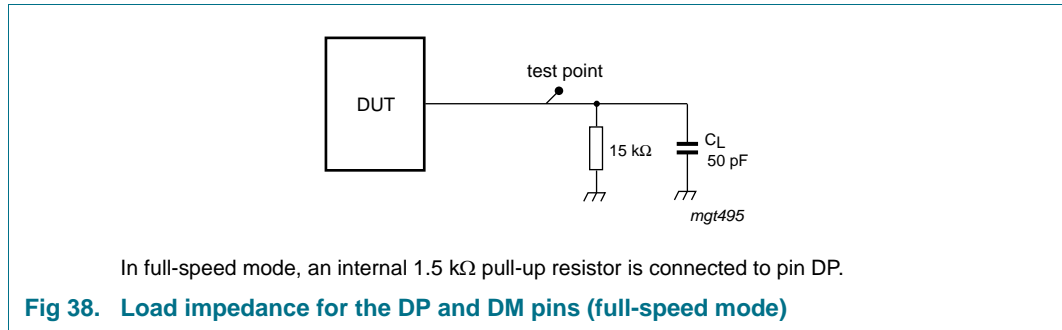 test point
DUT
15 kΩ
CL
50 pF
mgt495
In full-speed mode, an internal 1.5 kΩ pull-up resistor is connected to pin DP.
Fig 38. Load impedance for the DP and DM pins (full-speed mode)